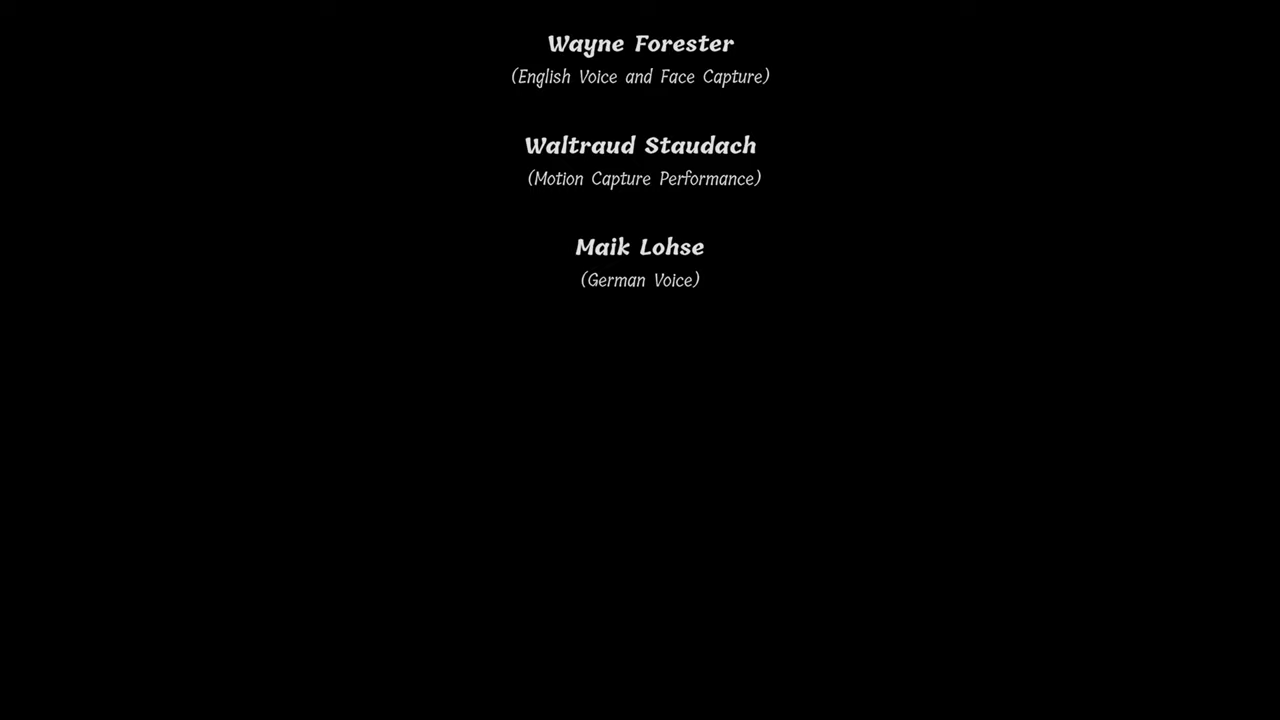 Wayne Forester
(English Voice and Face Capture)
Waltraud Staudach
(Motion Capture Performance)
Maik Lohse
(German Voice)